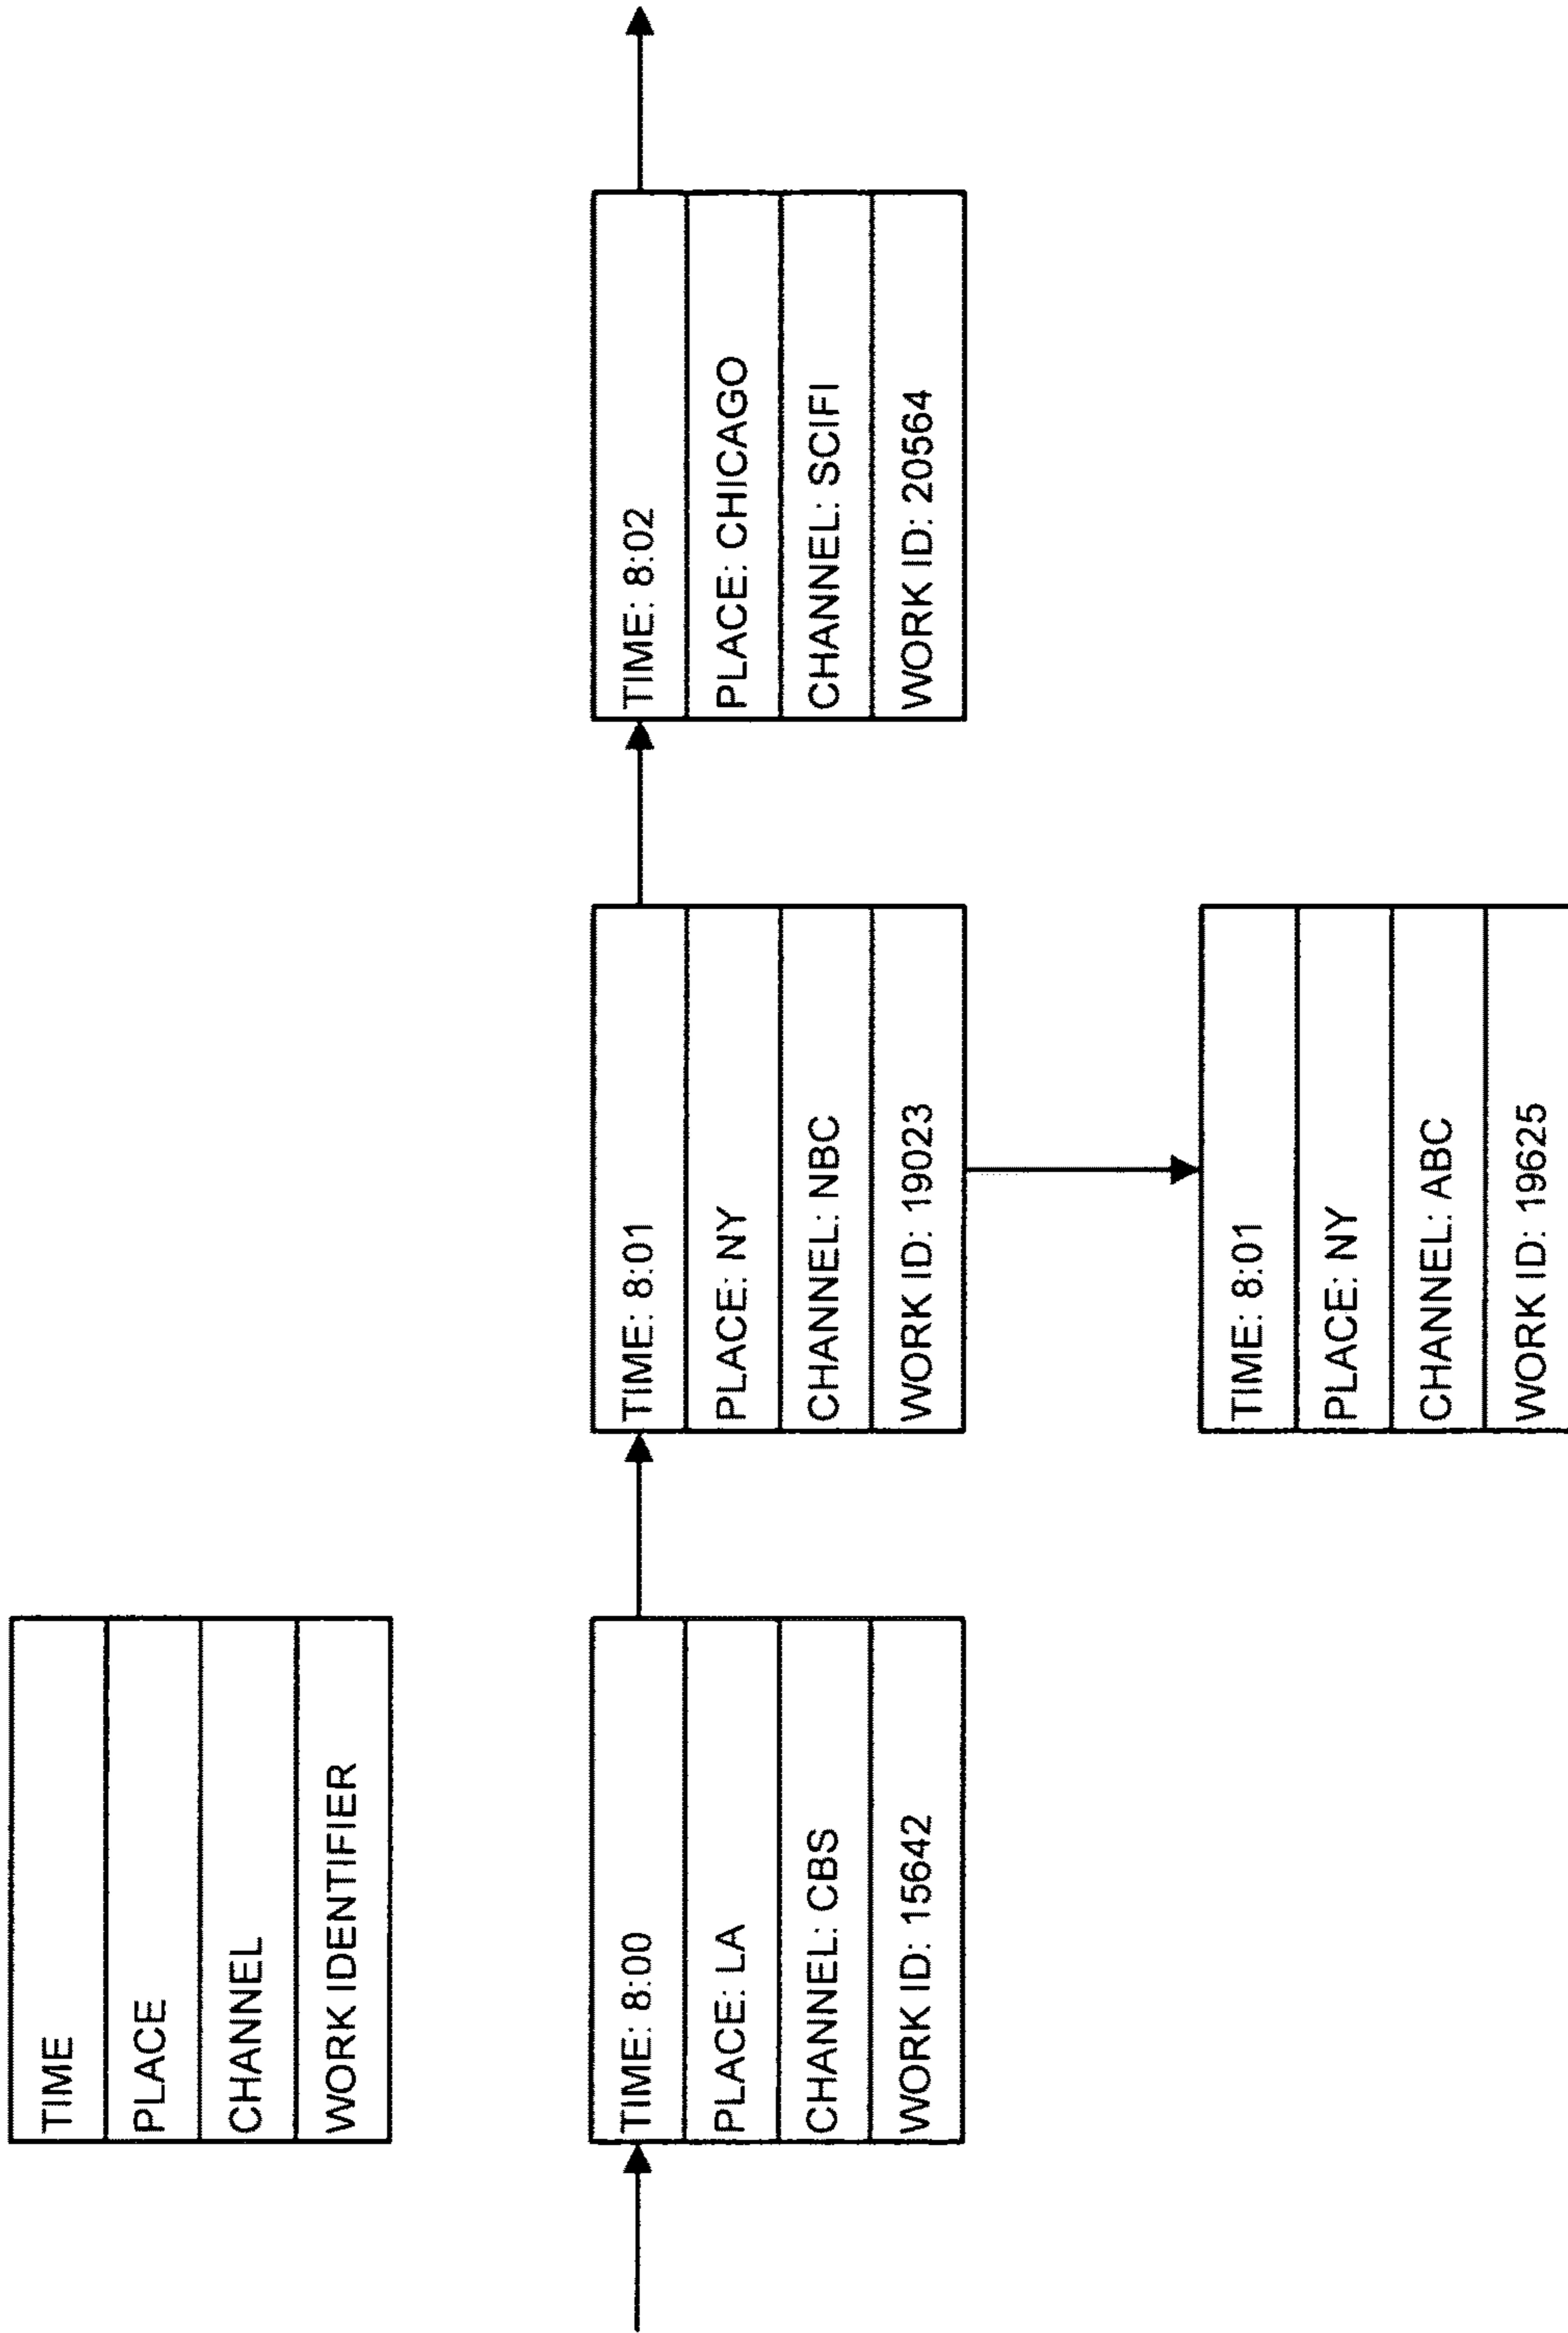 TIME
PLACE
CHANNEL
WORK IDENTIFIER
TIME: 8:00
PLACE: LA
CHANNEL: CBS
WORK ID: 15642
TIME: 8:01
PLACE: NY
CHANNEL: NBC
WORK ID: 19023
TIME: 8:02
PLACE: CHICAGO
CHANNEL: SCIFI
WORK ID: 20564
TIME: 8:01
PLACE: NY
CHANNEL: ABC
WORK ID: 19625